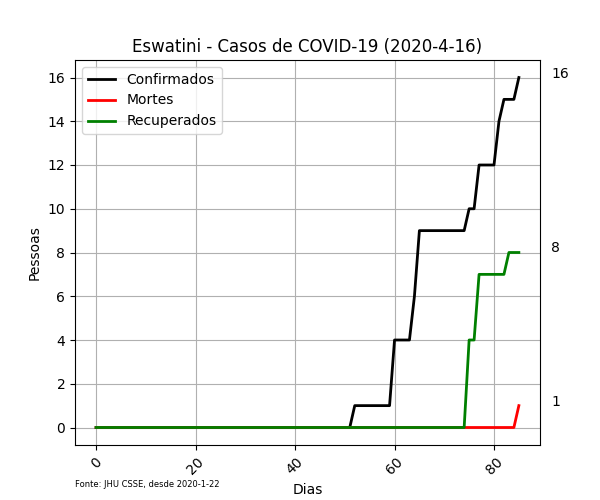 Eswatini - Casos de COVID-19 (2020-4-16)
Confirmados
Mortes
Recuperados
Pessoas
16
14
12
10
8
6
4
2
0
16
8
1
0
20
40
60
80
Dias
Fonte: JHU CSSE, desde 2020-1-22